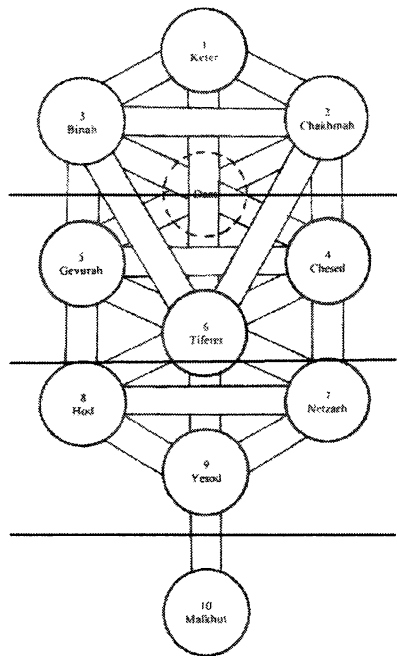 1
Keter
3
Binah
2
Chakhmah
5
Gevurah
4
Chesed
6
Tiferet
8
Hod
7
Netzach
9
Yesod
10
Malkhut